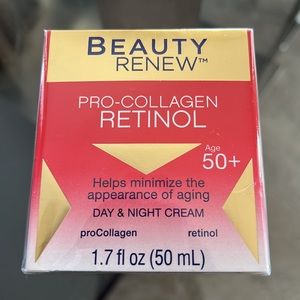 BEAUTY
RENEW™
PRO-COLLAGEN
RETINOL
Age
50+
Helps minimize the
appearance of aging
DAY & NIGHT CREAM
proCollagen retinol
1.7 fl oz (50 mL)